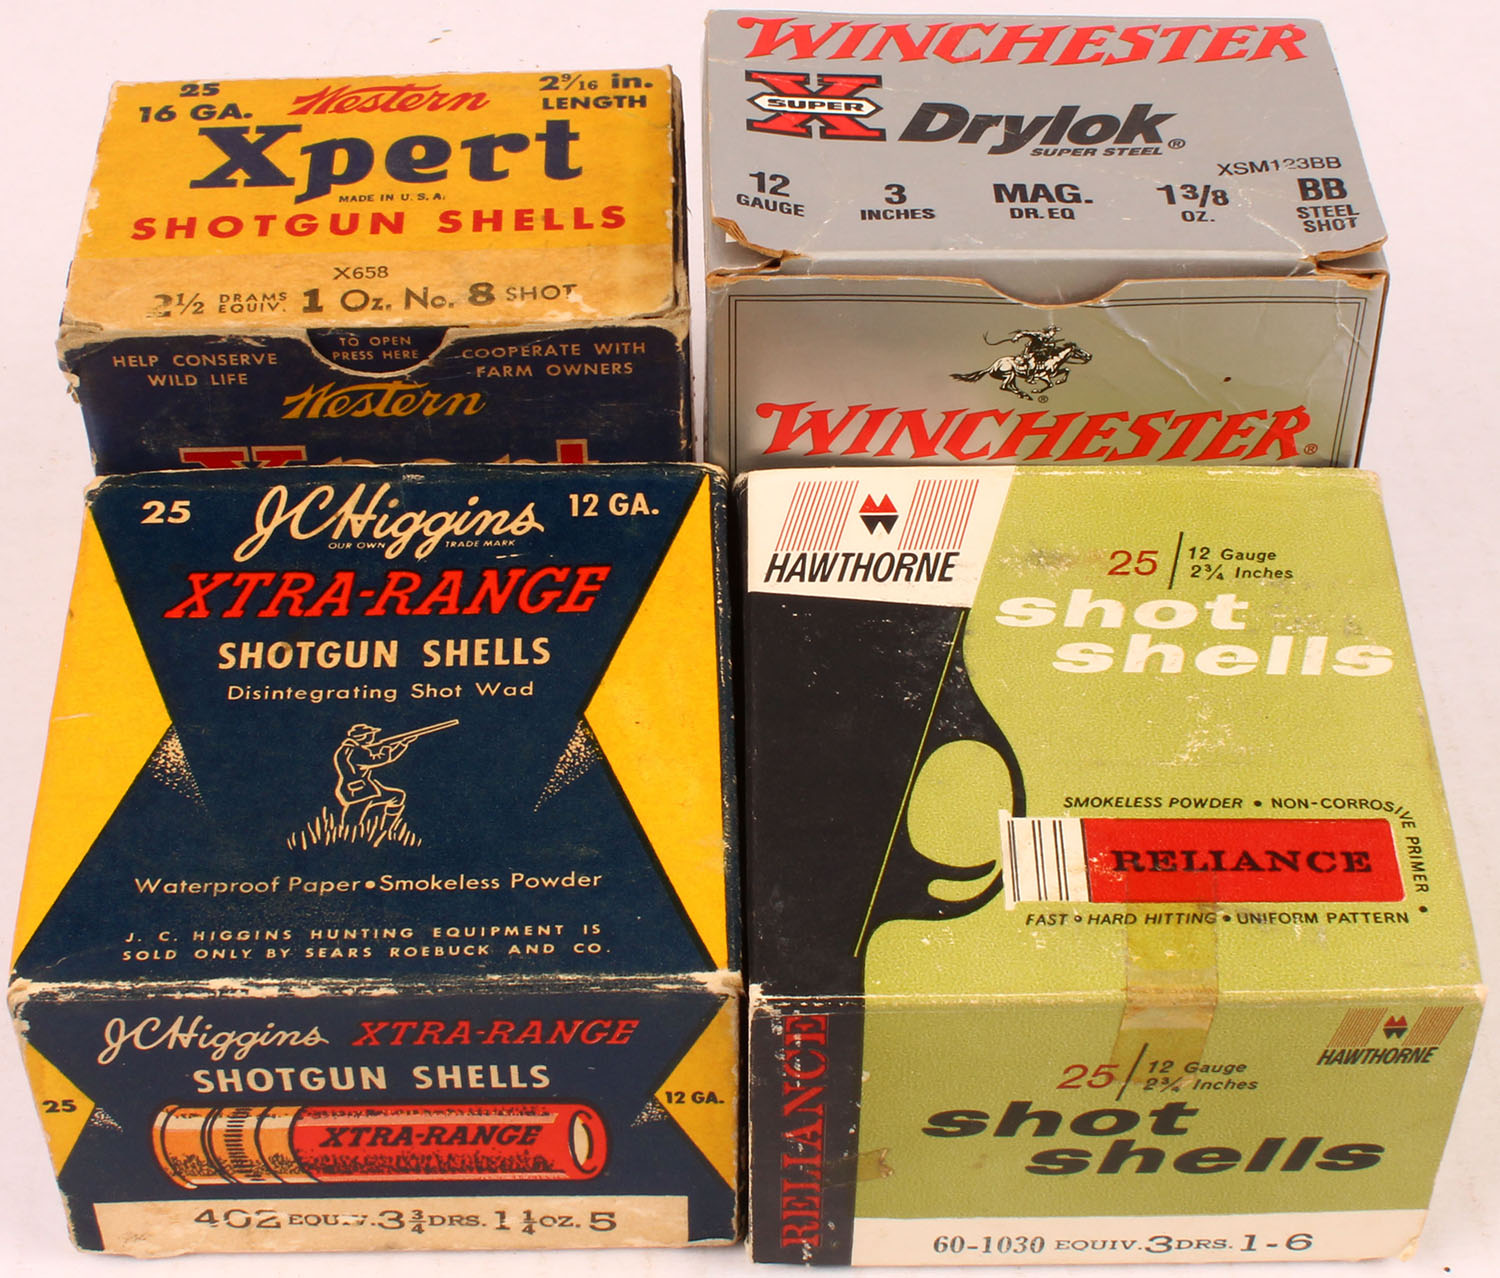 25
16 GA.
Western
2 9/16 in.
LENGTH
Xpert
MADE IN U.S.A.
SHOTGUN SHELLS
X658
2½ DRAMS EQUIV. 1 Oz. No. 8 SHOT
HELP CONSERVE
WILD LIFE
TO OPEN
PRESS HERE
COOPERATE WITH
FARM OWNERS
Western
Xpert
WINCHESTER
SUPER X
Drylok®
SUPER STEEL
XSM123BB
12
GAUGE
3
INCHES
MAG.
DR. EQ
1 3/8
OZ.
BB
STEEL
SHOT
®
WINCHESTER®
25
JC Higgins
12 GA.
OUR OWN TRADE MARK
XTRA-RANGE
SHOTGUN SHELLS
Disintegrating Shot Wad
Waterproof Paper • Smokeless Powder
J. C. HIGGINS HUNTING EQUIPMENT IS
SOLD ONLY BY SEARS ROEBUCK AND CO.
JC Higgins XTRA-RANGE
SHOTGUN SHELLS
25
12 GA.
XTRA-RANGE
402 EQUIV. 3¾ DRS. 1¼ OZ. 5
HAWTHORNE
25 / 12 Gauge
2¾ Inches
shot
shells
SMOKELESS POWDER • NON-CORROSIVE PRIMER •
RELIANCE
FAST • HARD HITTING • UNIFORM PATTERN
RELIANCE
HAWTHORNE
25 / 12 Gauge
2¾ Inches
shot
shells
60-1030 EQUIV. 3 DRS. 1-6